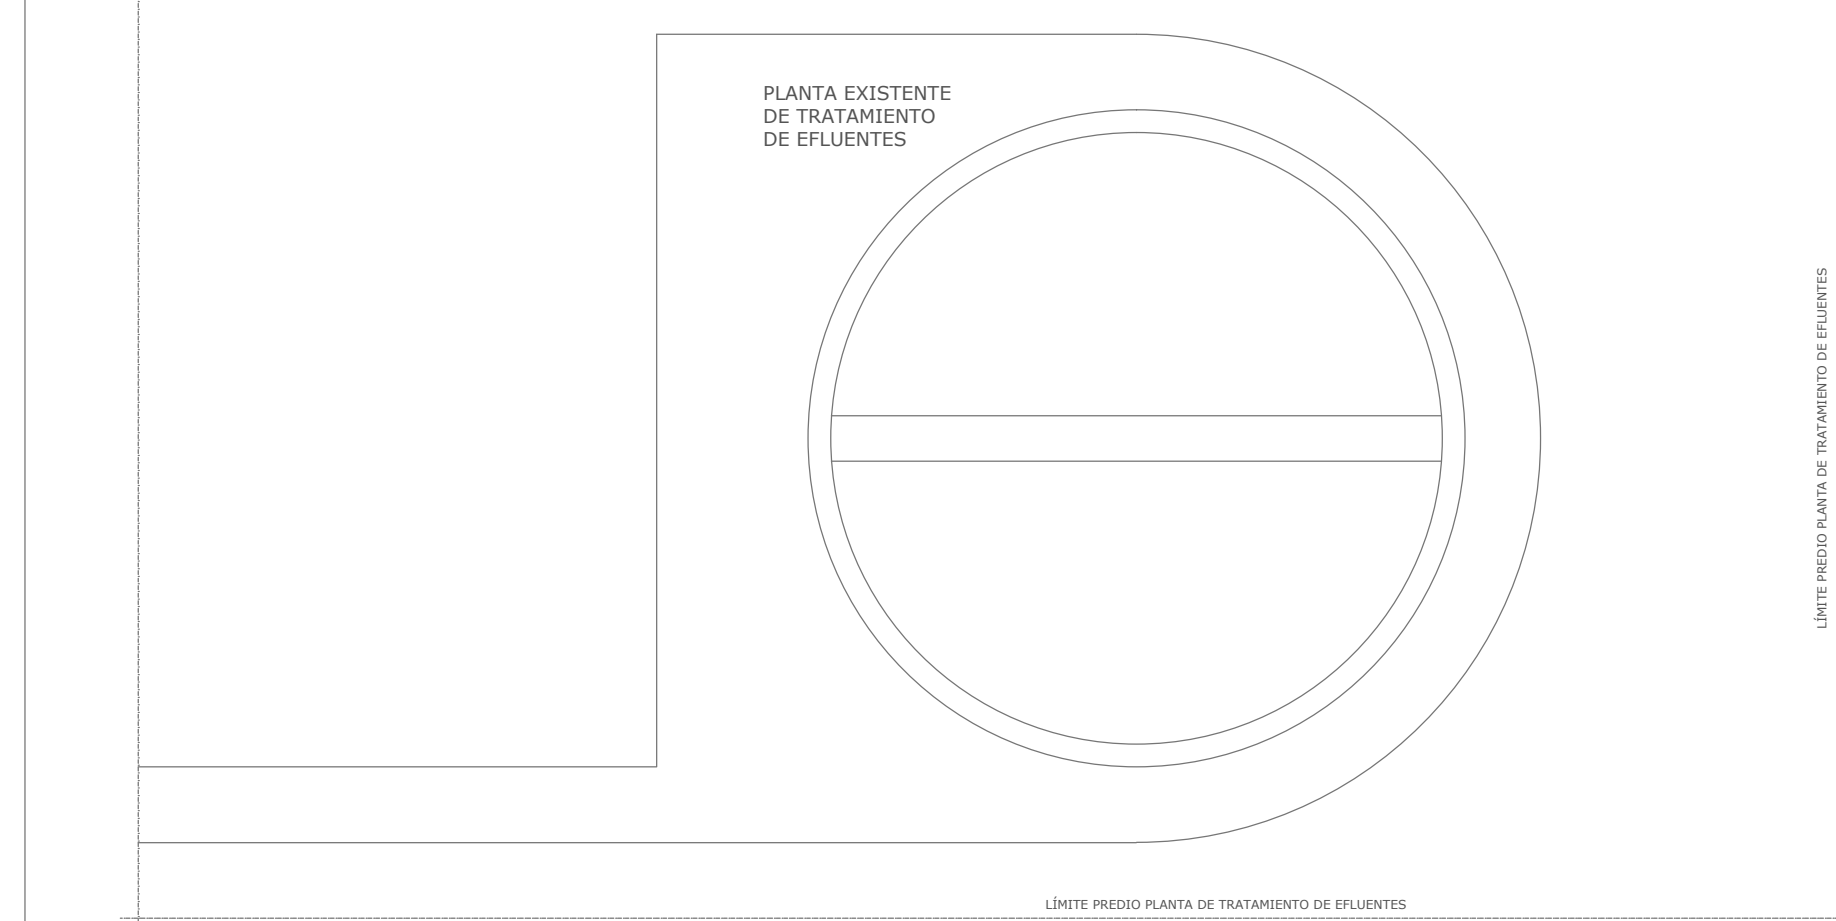 PLANTA EXISTENTE
DE TRATAMIENTO
DE EFLUENTES
LÍMITE PREDIO PLANTA DE TRATAMIENTO DE EFLUENTES
LÍMITE PREDIO PLANTA DE TRATAMIENTO DE EFLUENTES